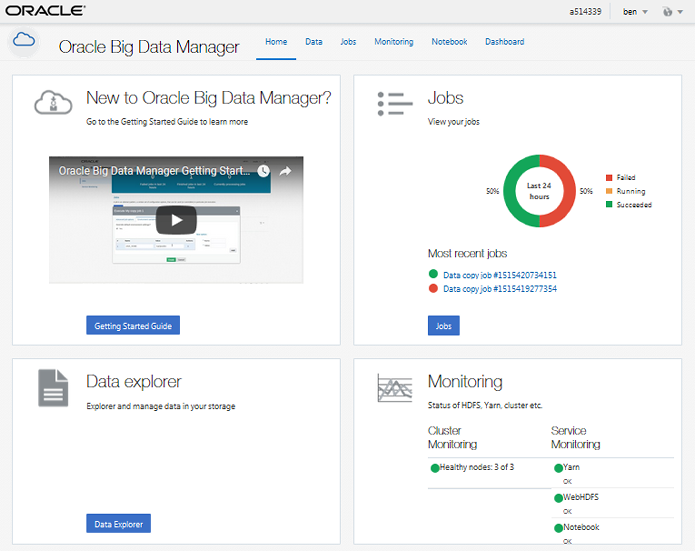 ORACLE®
a514339
ben
Oracle Big Data Manager
Home
Data
Jobs
Monitoring
Notebook
Dashboard
New to Oracle Big Data Manager?
Go to the Getting Started Guide to learn more
ORACLE
Oracle Big Data Manager Getting Start...
Getting Started Guide
Jobs
View your jobs
50%
Last 24
hours
50%
Failed
Running
Succeeded
Most recent jobs
Data copy job #1515420734151
Data copy job #1515419277354
Jobs
Data explorer
Explorer and manage data in your storage
Data Explorer
Monitoring
Status of HDFS, Yarn, cluster etc.
Cluster
Monitoring
Healthy nodes: 3 of 3
Service
Monitoring
Yarn
OK
WebHDFS
OK
Notebook
OK